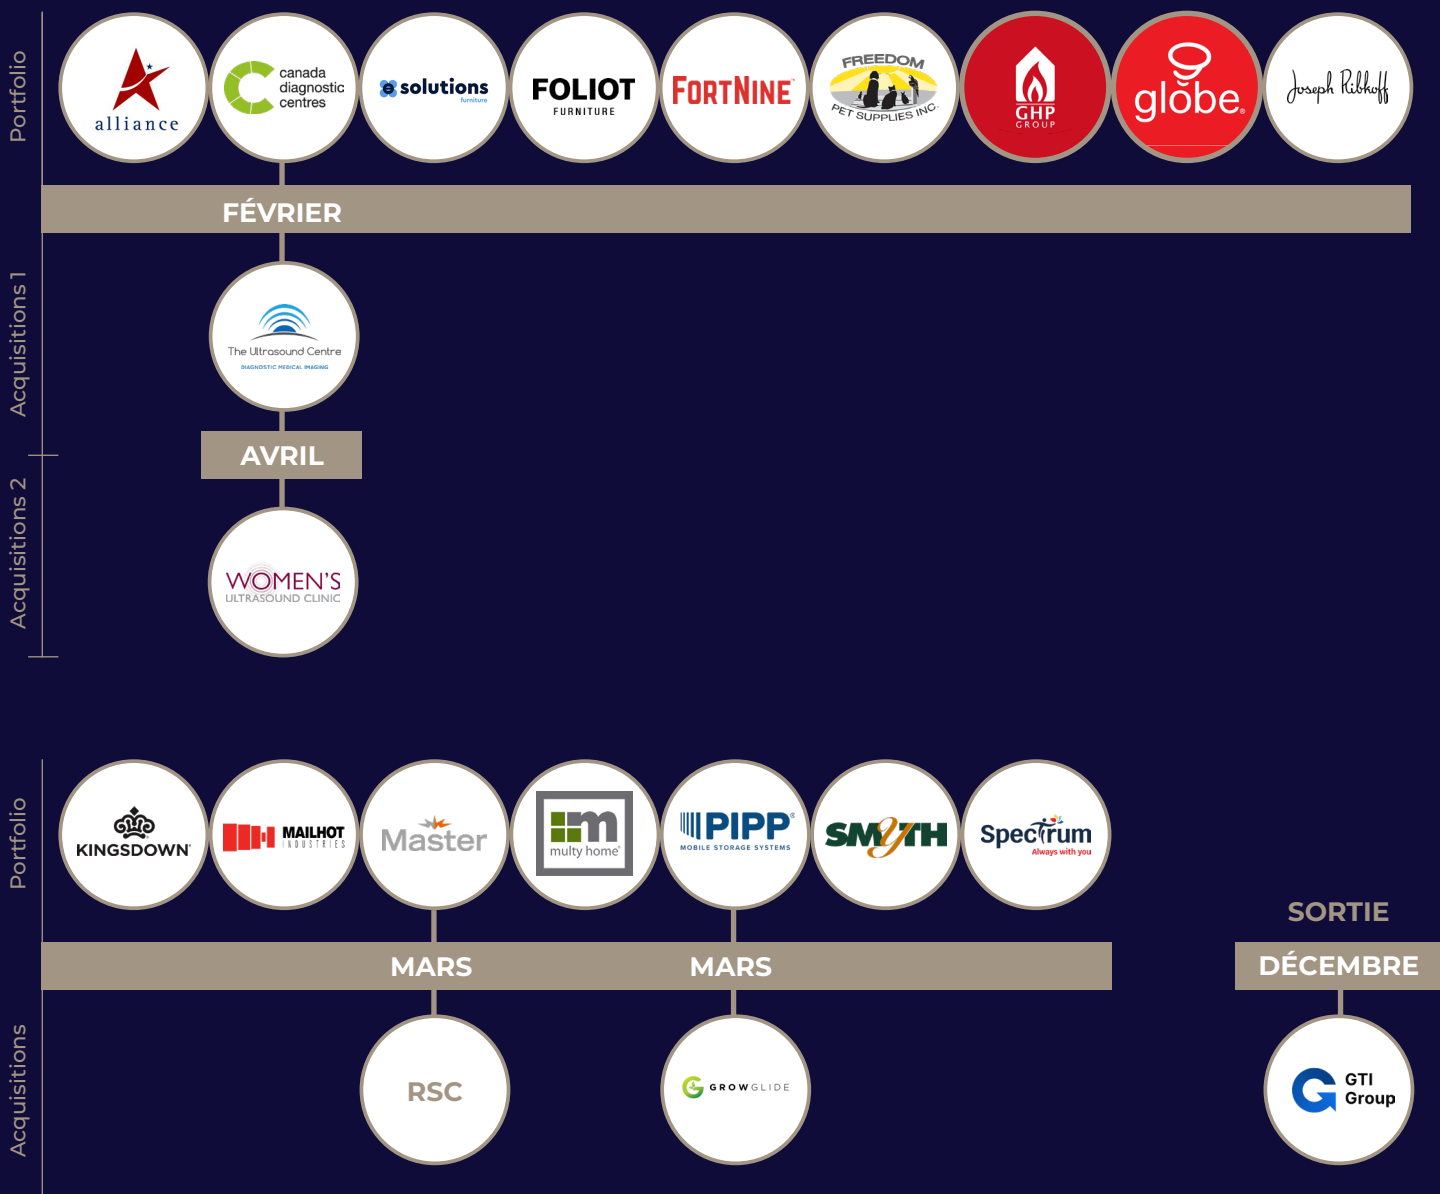 Portfolio
alliance
canada
diagnostic
centres
e solutions
furniture
FOLIOT
FURNITURE
FORTNINE
FREEDOM
PET SUPPLIES INC.
GHP
GROUP
globe®
Joseph Ribkoff
FÉVRIER
Acquisitions 1
The Ultrasound Centre
DIAGNOSTIC MEDICAL IMAGING
AVRIL
Acquisitions 2
WOMEN'S
ULTRASOUND CLINIC
Portfolio
KINGSDOWN
MAILHOT
INDUSTRIES
Master
m
multy home®
PIPP®
MOBILE STORAGE SYSTEMS
SMYTH
Spectrum
Always with you
SORTIE
MARS
MARS
DÉCEMBRE
Acquisitions
RSC
GROWGLIDE
GTI
Group